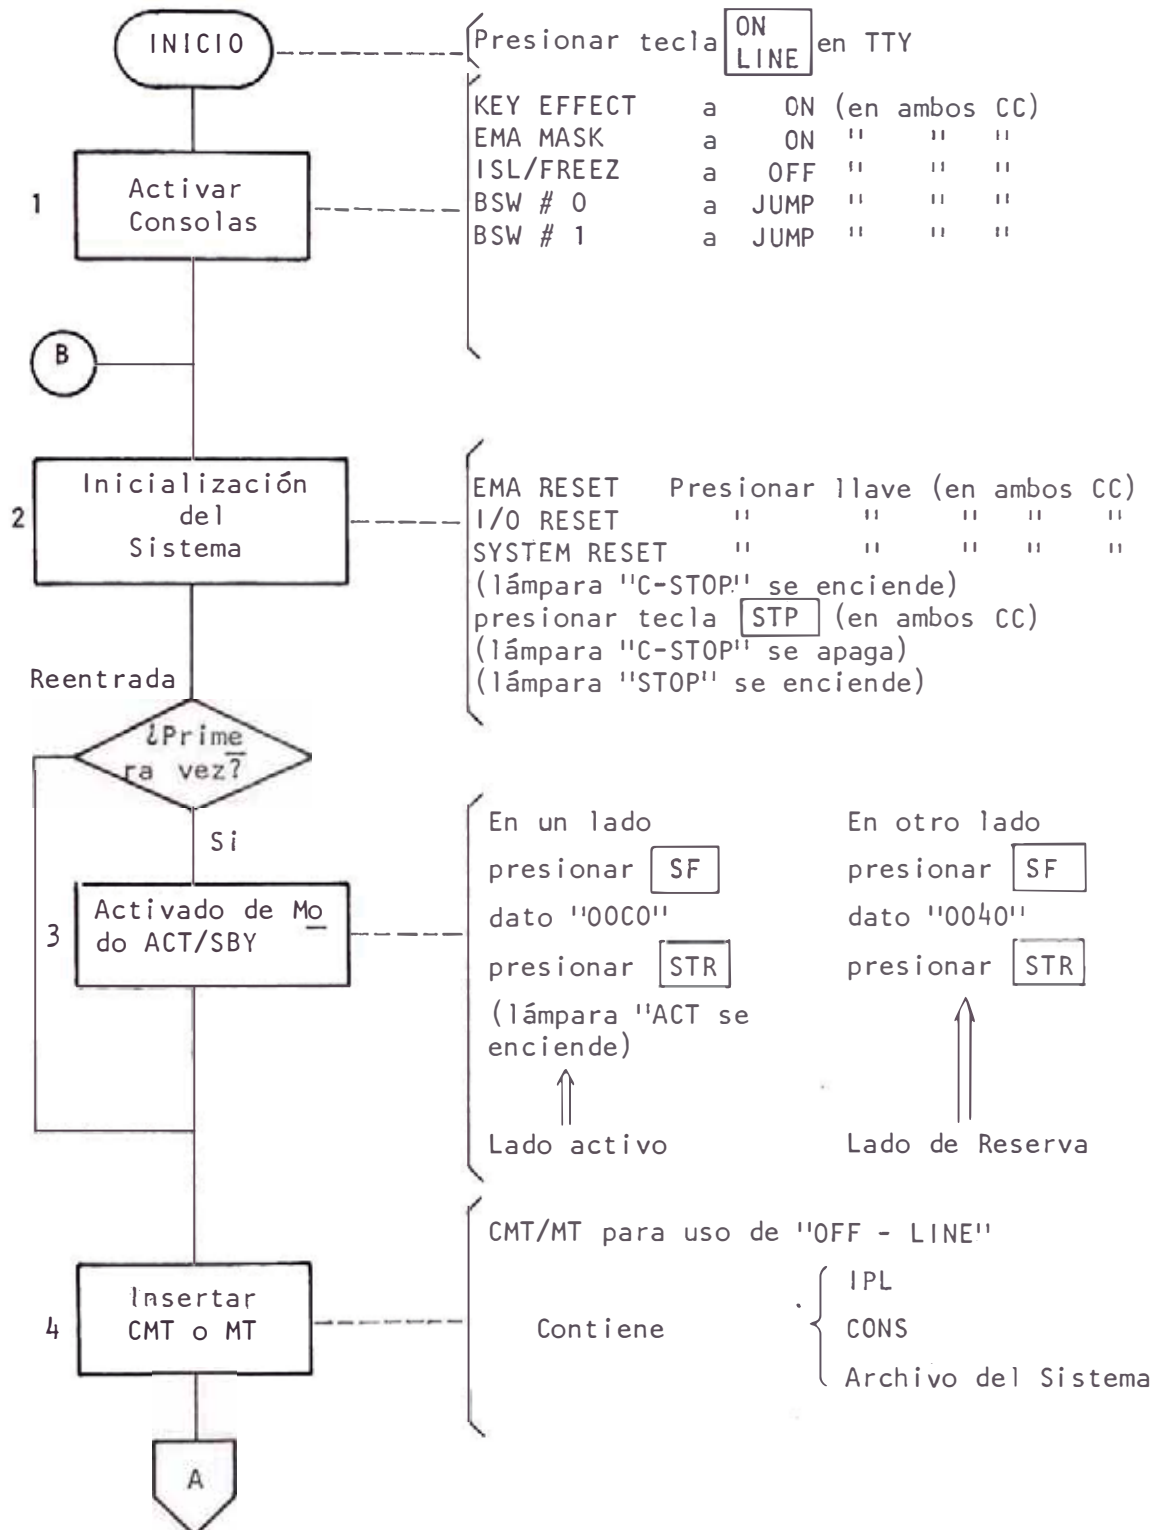 INICIO
Presionar tecla ON LINE en TTY
1
Activar
Consolas
KEY EFFECT a ON (en ambos CC)
EMA MASK a ON " " "
ISL/FREEZ a OFF " " "
BSW # 0 a JUMP " " "
BSW # 1 a JUMP " " "
B
2
Inicialización
del
Sistema
EMA RESET Presionar llave (en ambos CC)
I/O RESET " " " " "
SYSTEM RESET " " " " "
(lámpara "C-STOP" se enciende)
presionar tecla STP (en ambos CC)
(lámpara "C-STOP" se apaga)
(lámpara "STOP" se enciende)
Reentrada
¿Prime
ra vez?
Si
3
Activado de Mo
do ACT/SBY
En un lado
presionar SF
dato "00C0"
presionar STR
(lámpara "ACT se
enciende)
Lado activo
En otro lado
presionar SF
dato "0040"
presionar STR
Lado de Reserva
4
Insertar
CMT o MT
CMT/MT para uso de "OFF - LINE"
Contiene
IPL
CONS
Archivo del Sistema
A